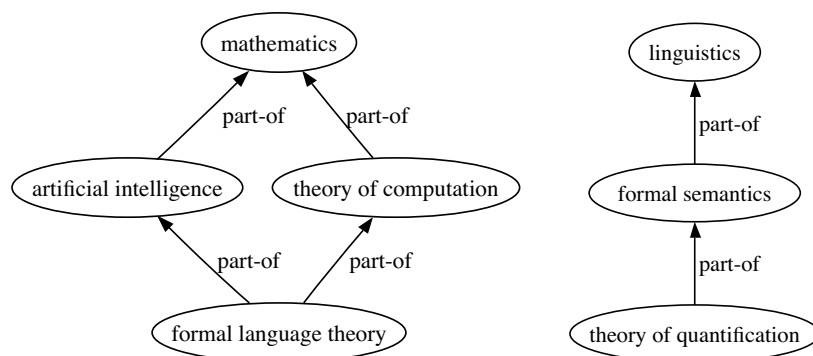 mathematics
linguistics
part-of
part-of
part-of
artificial intelligence
theory of computation
formal semantics
part-of
part-of
part-of
formal language theory
theory of quantification